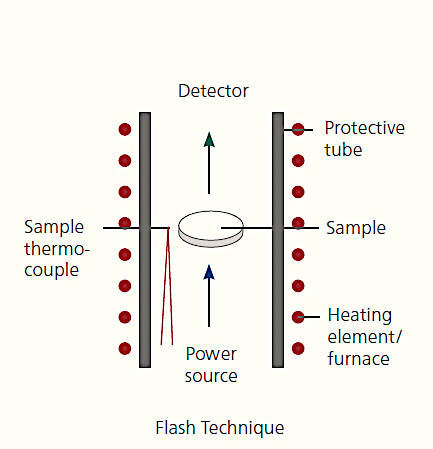 Detector
Protective
tube
Sample
thermo-
couple
Sample
Heating
element/
furnace
Power
source
Flash Technique